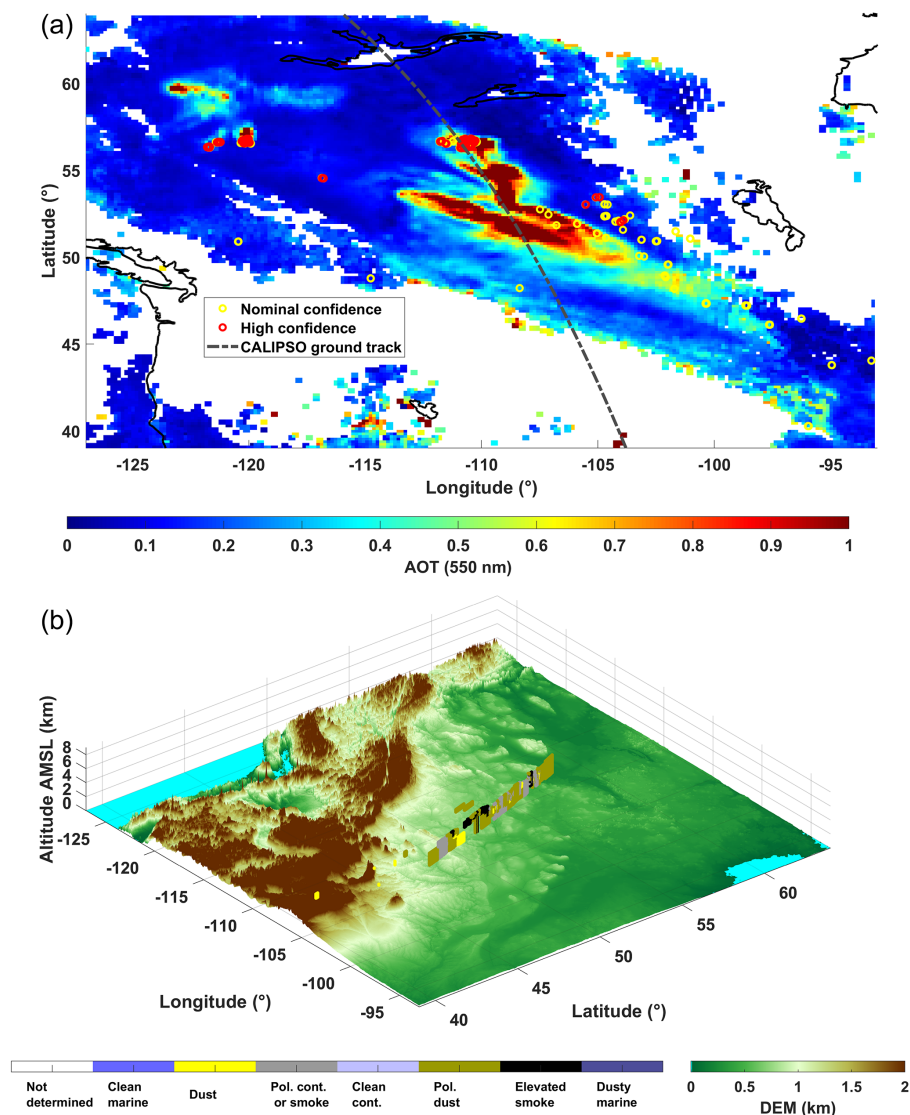 (a)
60
55
50
45
40
Latitude (°)
Nominal confidence
High confidence
CALIPSO ground track
-125
-120
-115
-110
-105
-100
-95
Longitude (°)
0
0.1
0.2
0.3
0.4
0.5
0.6
0.7
0.8
0.9
1
AOT (550 nm)
(b)
Altitude AMSL (km)
8
6
4
2
0
-125
-120
-115
-110
-105
-100
-95
Longitude (°)
40
45
50
55
60
Latitude (°)
Not determined
Clean marine
Dust
Pol. cont. or smoke
Clean cont.
Pol. dust
Elevated smoke
Dusty marine
0
0.5
1
1.5
2
DEM (km)